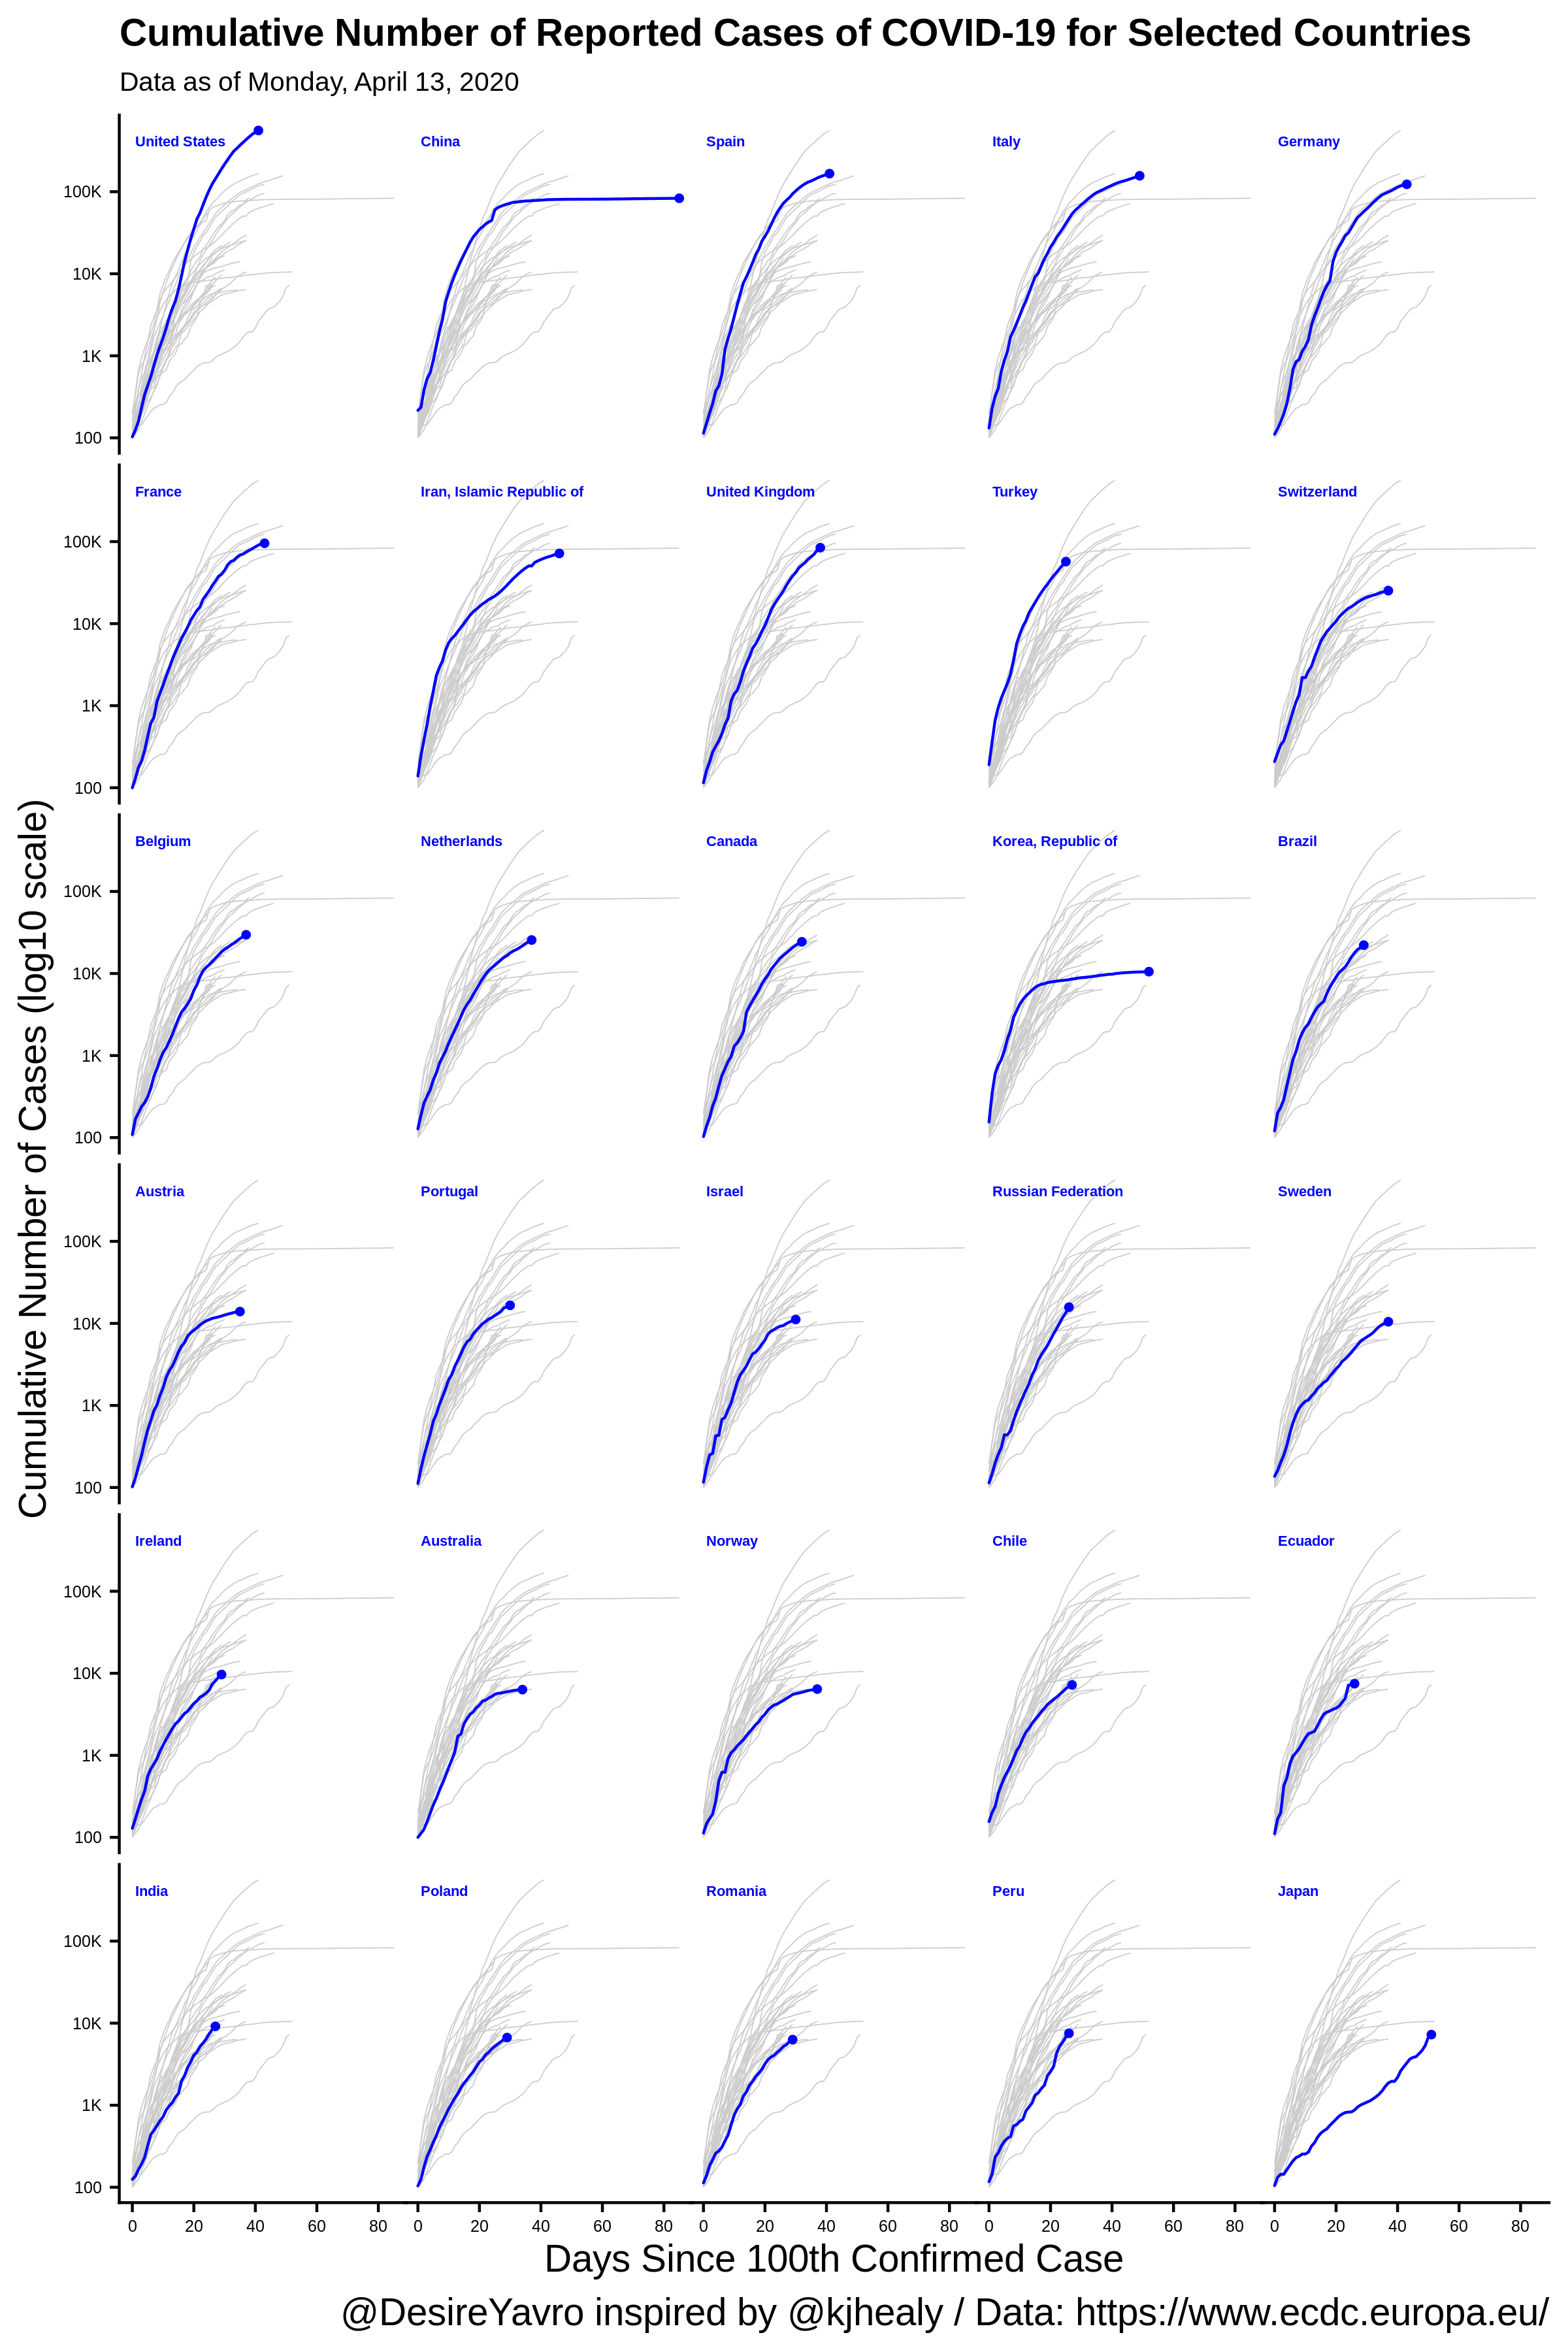 Cumulative Number of Reported Cases of COVID-19 for Selected Countries
Data as of Monday, April 13, 2020
Cumulative Number of Cases (log10 scale)
United States
China
Spain
Italy
Germany
100K
10K
1K
100
France
Iran, Islamic Republic of
United Kingdom
Turkey
Switzerland
100K
10K
1K
100
Belgium
Netherlands
Canada
Korea, Republic of
Brazil
100K
10K
1K
100
Austria
Portugal
Israel
Russian Federation
Sweden
100K
10K
1K
100
Ireland
Australia
Norway
Chile
Ecuador
100K
10K
1K
100
India
Poland
Romania
Peru
Japan
100K
10K
1K
100
0 20 40 60 80 0 20 40 60 80 0 20 40 60 80 0 20 40 60 80 0 20 40 60 80
Days Since 100th Confirmed Case
@DesireYavro inspired by @kjhealy / Data: https://www.ecdc.europa.eu/